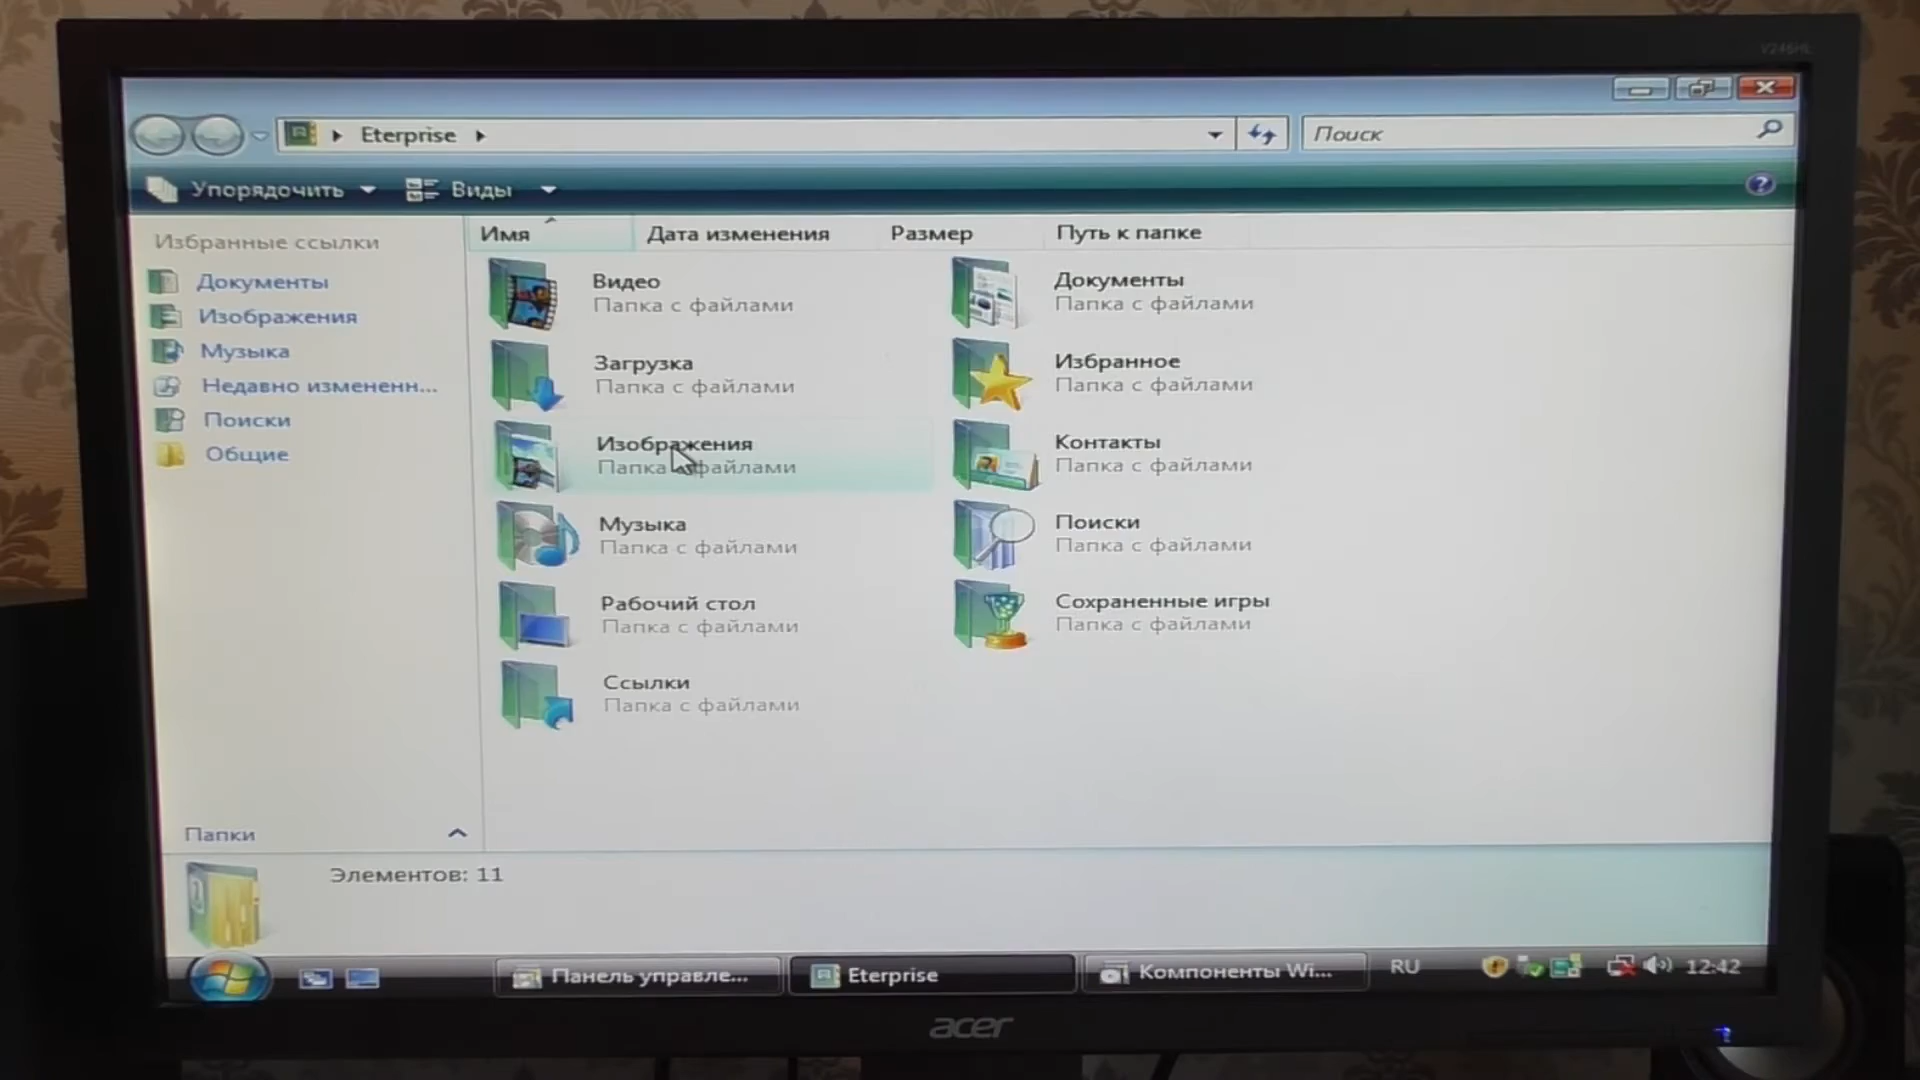 V246HL
Eterprise
Поиск
Упорядочить
Виды
Избранные ссылки
Документы
Изображения
Музыка
Недавно измененн...
Поиски
Общие
Папки
Имя
Дата изменения
Размер
Путь к папке
Видео
Папка с файлами
Документы
Папка с файлами
Загрузка
Папка с файлами
Избранное
Папка с файлами
Изображения
Папка с файлами
Контакты
Папка с файлами
Музыка
Папка с файлами
Поиски
Папка с файлами
Рабочий стол
Папка с файлами
Сохраненные игры
Папка с файлами
Ссылки
Папка с файлами
Элементов: 11
Панель управле...
Eterprise
Компоненты Wi...
RU
12:42
acer